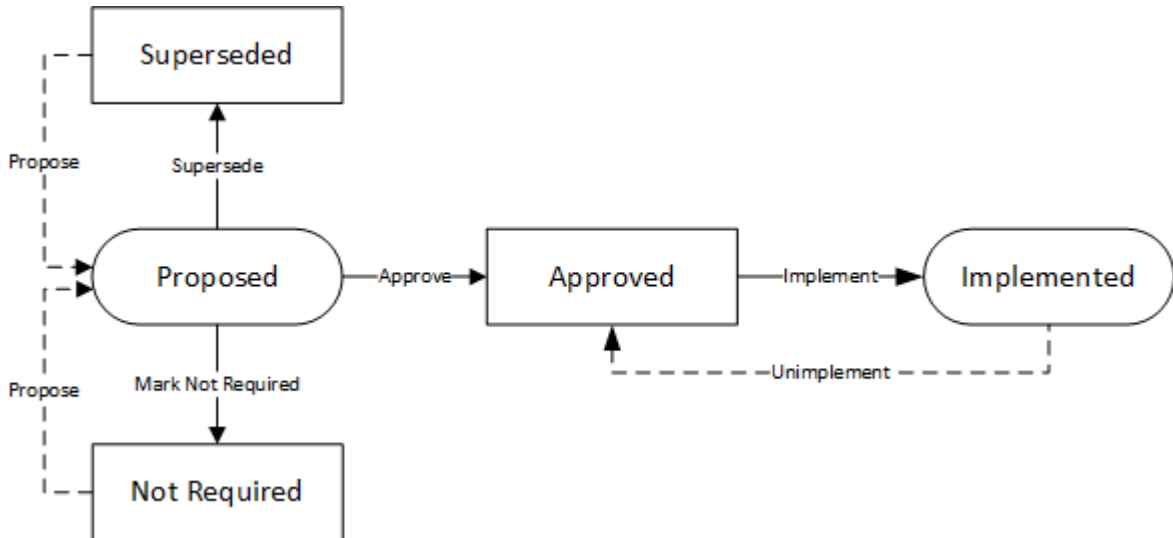 Superseded
Propose
Supersede
Proposed
Approve
Approved
Implement
Implemented
Unimplement
Propose
Mark Not Required
Not Required